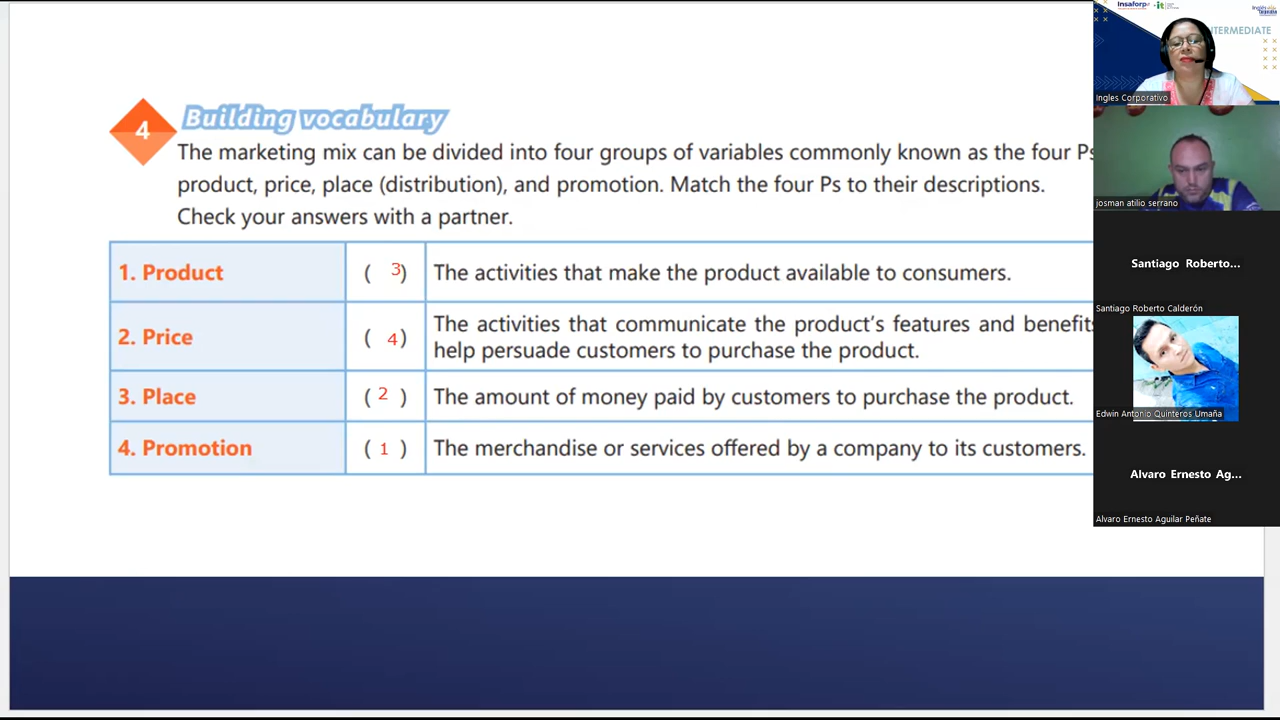 4 Building vocabulary
The marketing mix can be divided into four groups of variables commonly known as the four Ps
product, price, place (distribution), and promotion. Match the four Ps to their descriptions.
Check your answers with a partner.
1. Product ( 3 ) The activities that make the product available to consumers.
2. Price ( 4 ) The activities that communicate the product's features and benefits
help persuade customers to purchase the product.
3. Place ( 2 ) The amount of money paid by customers to purchase the product.
4. Promotion ( 1 ) The merchandise or services offered by a company to its customers.
Insaforp
it
TERMEDIATE
Ingles Corporativo
josman atilio serrano
Santiago Roberto...
Santiago Roberto Calderón
Edwin Antonio Quinteros Umaña
Alvaro Ernesto Ag...
Alvaro Ernesto Aguilar Peñate